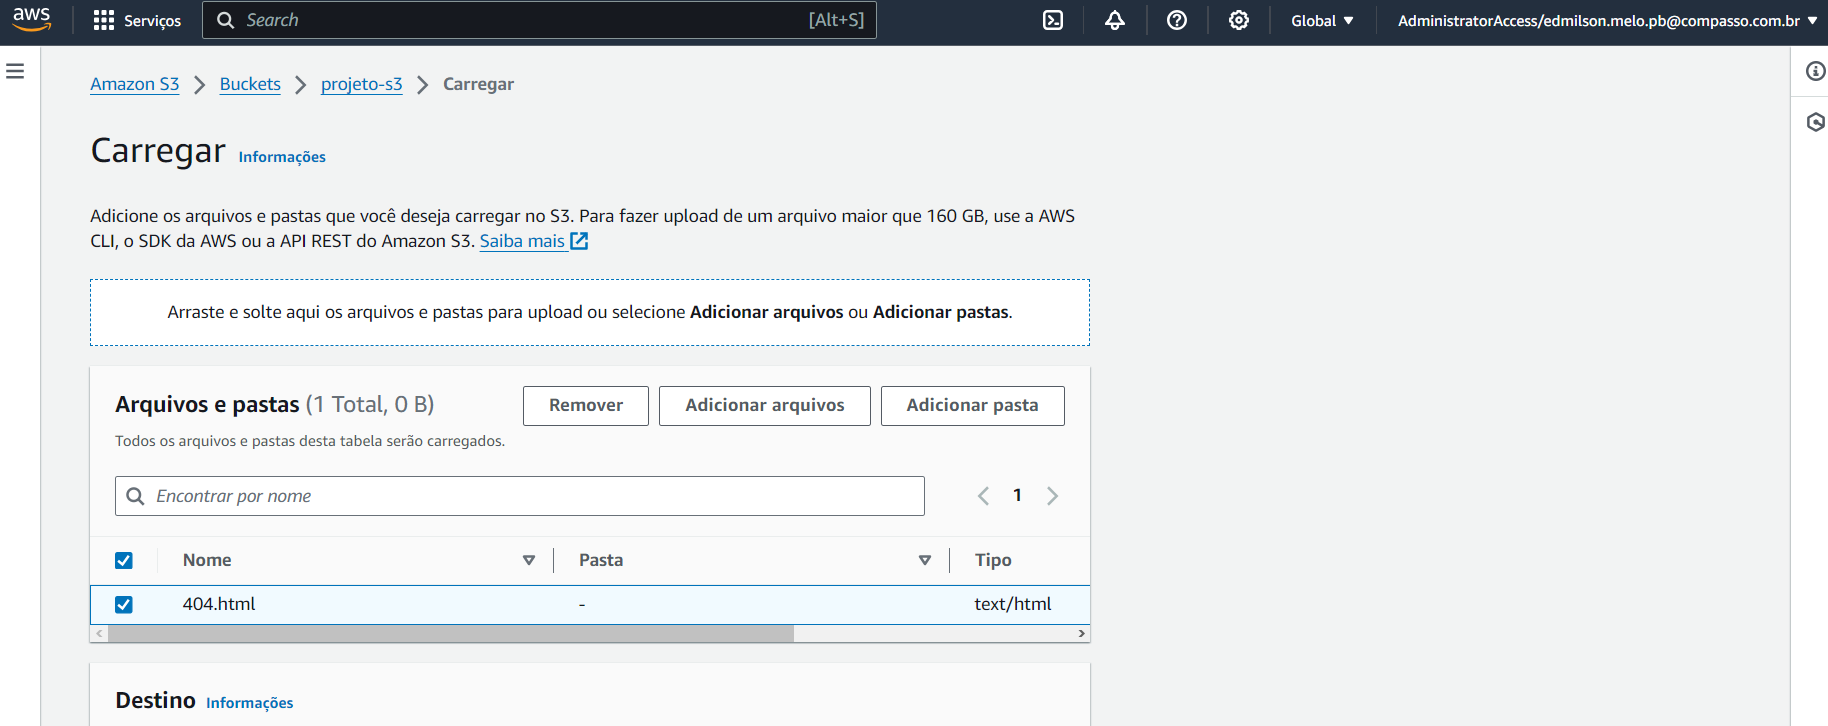 aws Serviços Search [Alt+S] Global AdministratorAccess/edmilson.melo.pb@compasso.com.br
Amazon S3 Buckets projeto-s3 Carregar
Carregar Informações
Adicione os arquivos e pastas que você deseja carregar no S3. Para fazer upload de um arquivo maior que 160 GB, use a AWS
CLI, o SDK da AWS ou a API REST do Amazon S3. Saiba mais
Arraste e solte aqui os arquivos e pastas para upload ou selecione Adicionar arquivos ou Adicionar pastas.
Arquivos e pastas (1 Total, 0 B) Remover Adicionar arquivos Adicionar pasta
Todos os arquivos e pastas desta tabela serão carregados.
Encontrar por nome 1
Nome Pasta Tipo
404.html - text/html
Destino Informações